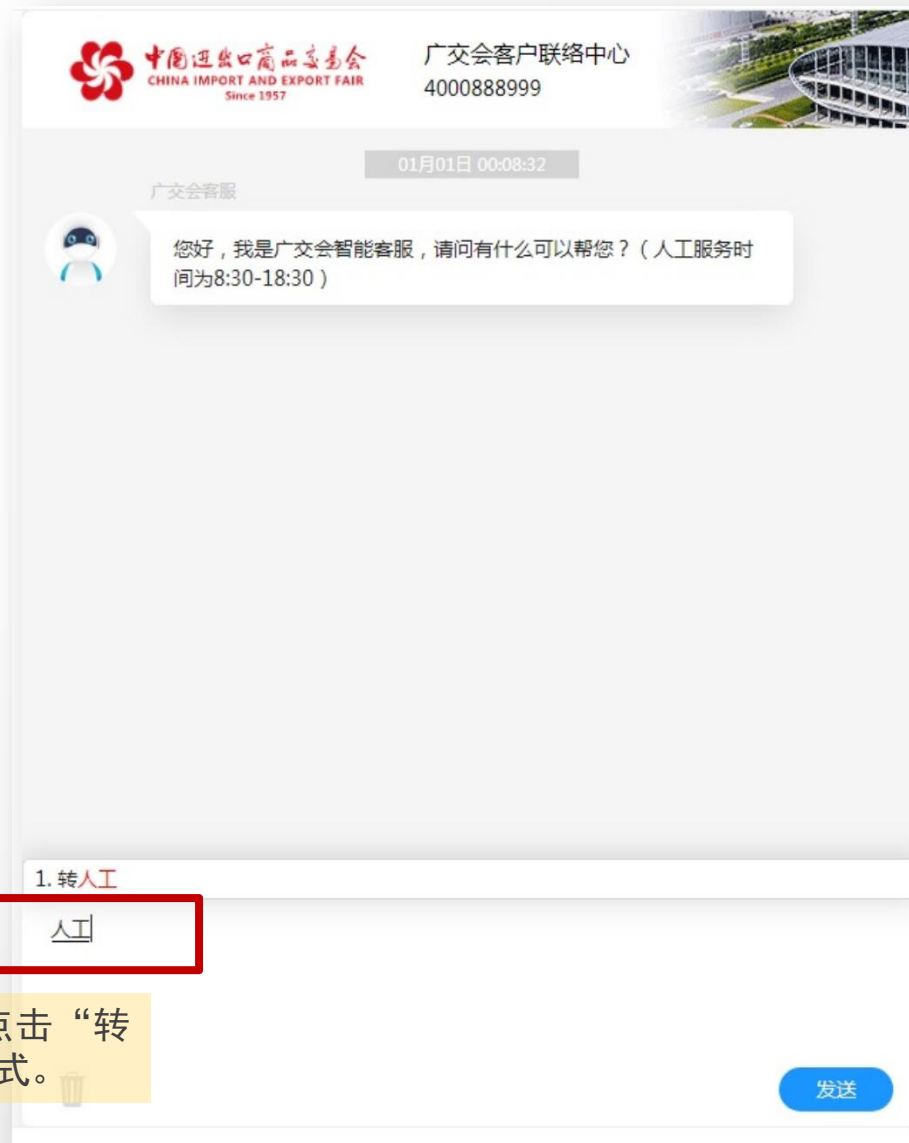 中国进出口商品交易会
CHINA IMPORT AND EXPORT FAIR
Since 1957
广交会客户联络中心
4000888999
01月01日 00:08:32
广交会客服
您好，我是广交会智能客服，请问有什么可以帮您？（人工服务时
间为8:30-18:30）
1. 转人工
人工
点击“转
式。
发送